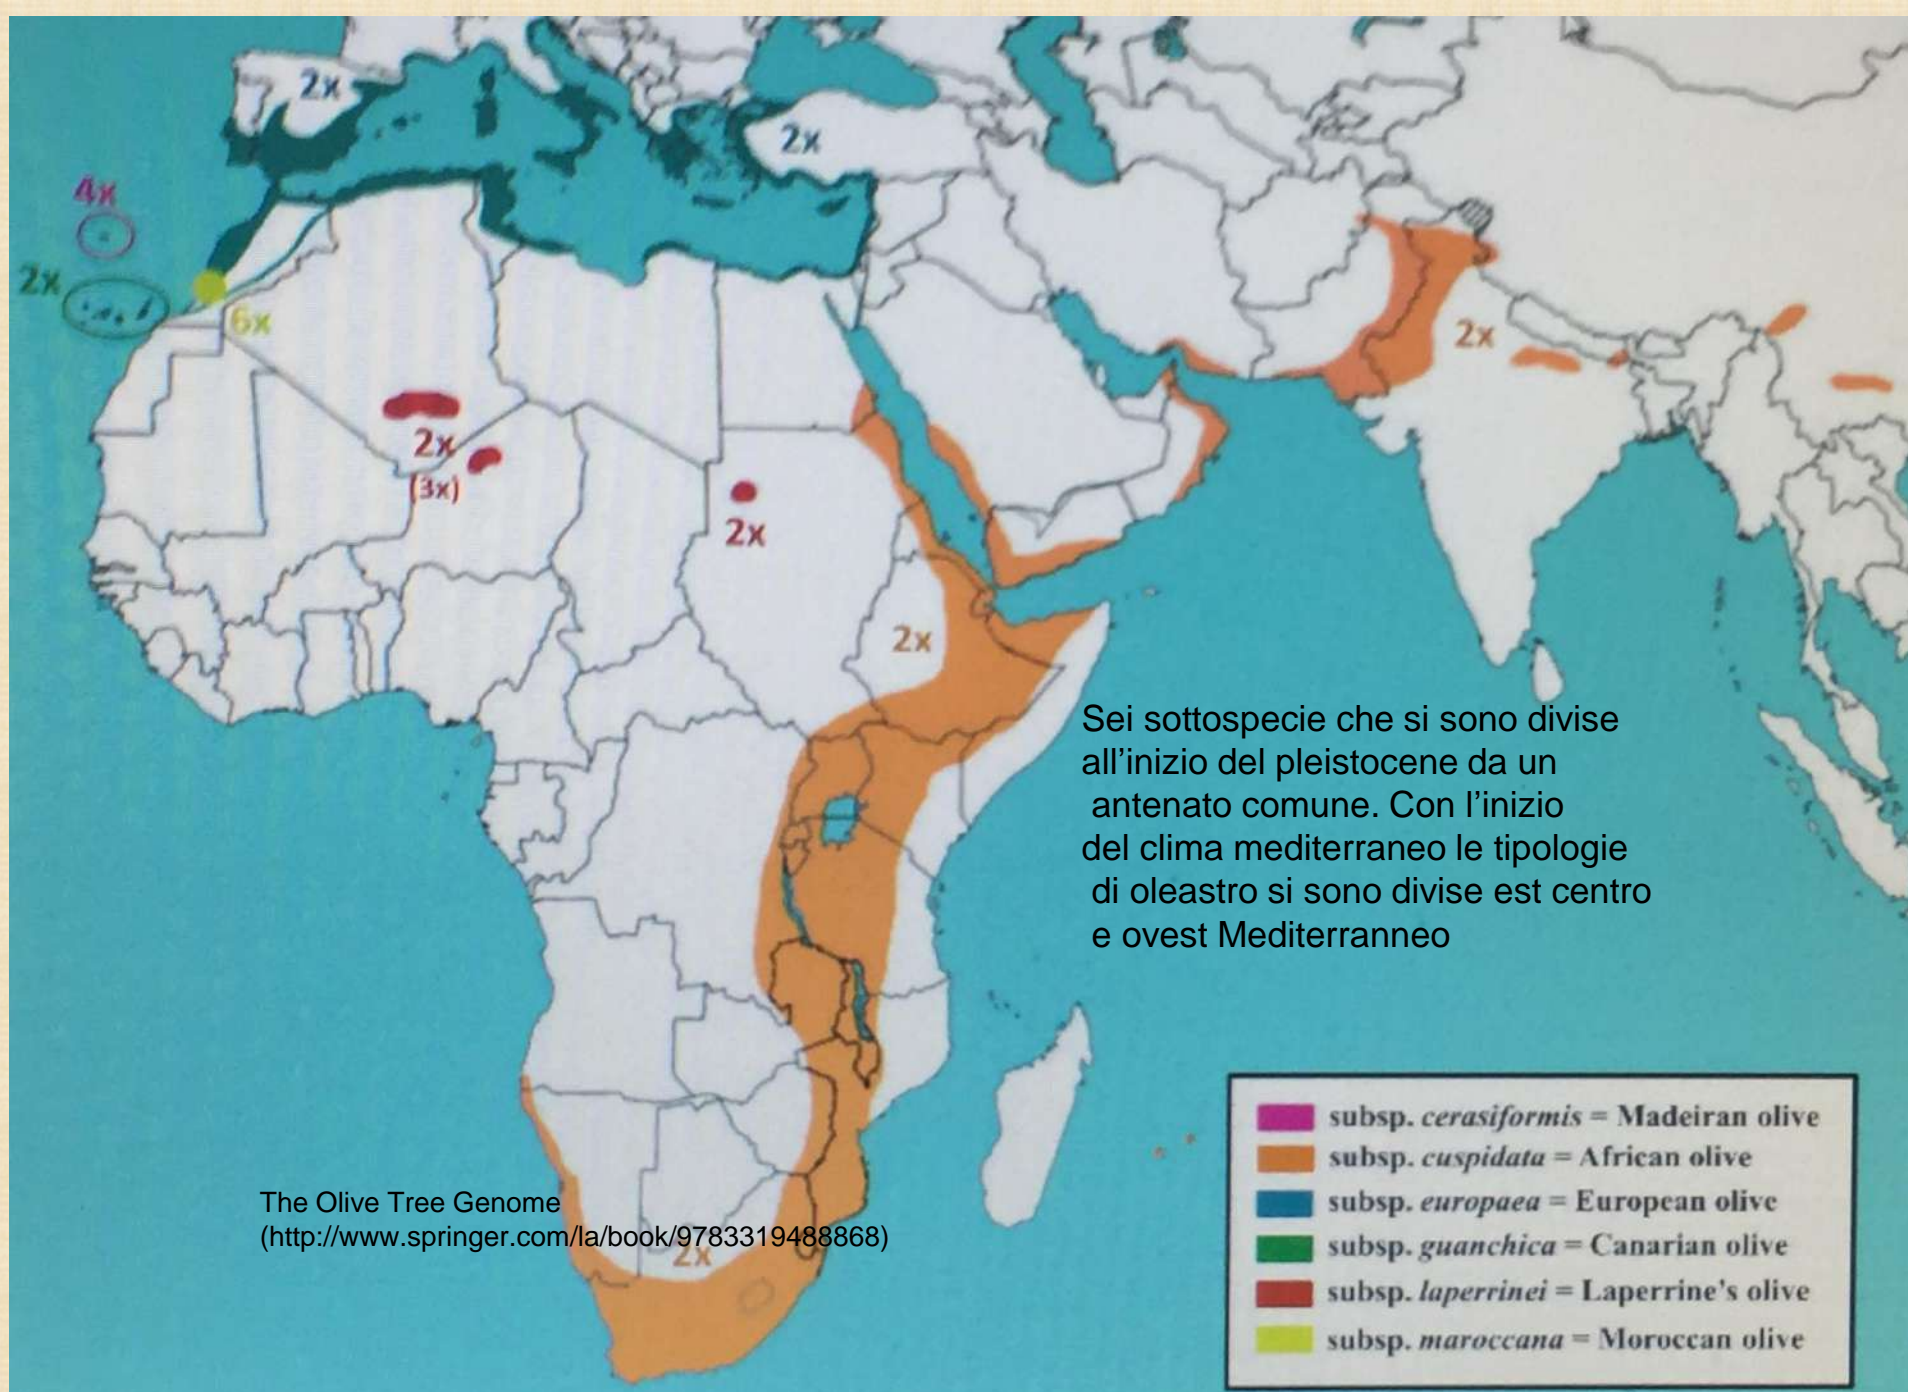 2x
2x
4x
2x
6x
2x
(3x)
2x
2x
2x
Sei sottospecie che si sono divise
all'inizio del pleistocene da un
antenato comune. Con l'inizio
del clima mediterraneo le tipologie
di oleastro si sono divise est centro
e ovest Mediterranneo
The Olive Tree Genome
(http://www.springer.com/la/book/9783319488868)
2x
subsp. cerasiformis = Madeiran olive
subsp. cuspidata = African olive
subsp. europaea = European olive
subsp. guanchica = Canarian olive
subsp. laperrinei = Laperrine's olive
subsp. maroccana = Moroccan olive